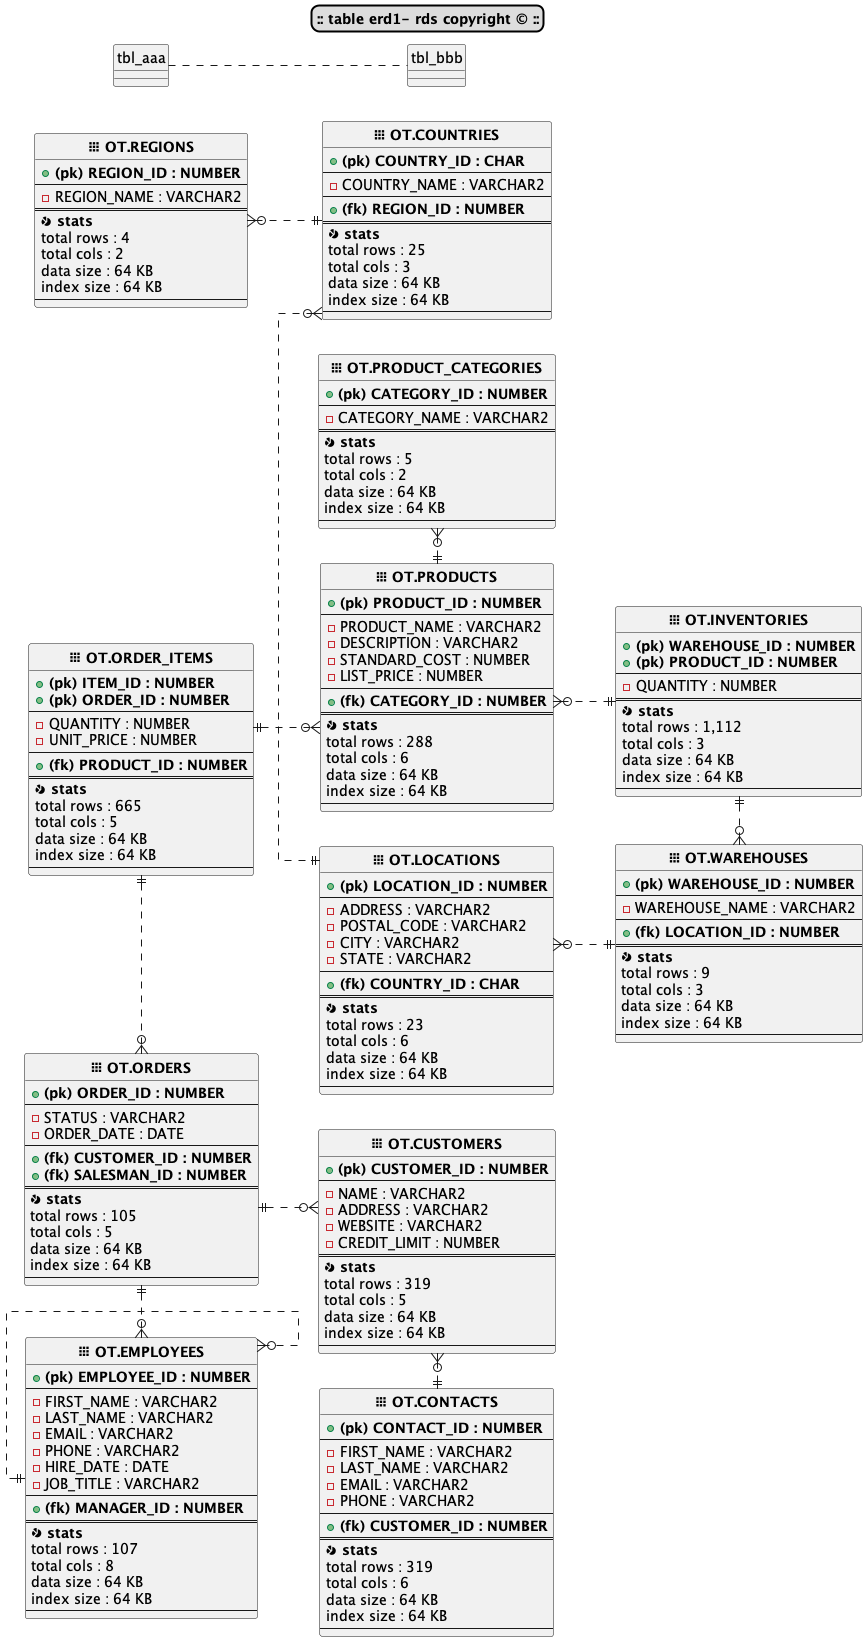 :: table erd1- rds copyright © ::
tbl_aaa
tbl_bbb
OT.REGIONS
(pk) REGION_ID : NUMBER
REGION_NAME : VARCHAR2
stats
total rows : 4
total cols : 2
data size : 64 KB
index size : 64 KB
OT.COUNTRIES
(pk) COUNTRY_ID : CHAR
COUNTRY_NAME : VARCHAR2
(fk) REGION_ID : NUMBER
stats
total rows : 25
total cols : 3
data size : 64 KB
index size : 64 KB
OT.PRODUCT_CATEGORIES
(pk) CATEGORY_ID : NUMBER
CATEGORY_NAME : VARCHAR2
stats
total rows : 5
total cols : 2
data size : 64 KB
index size : 64 KB
OT.PRODUCTS
(pk) PRODUCT_ID : NUMBER
PRODUCT_NAME : VARCHAR2
DESCRIPTION : VARCHAR2
STANDARD_COST : NUMBER
LIST_PRICE : NUMBER
(fk) CATEGORY_ID : NUMBER
stats
total rows : 288
total cols : 6
data size : 64 KB
index size : 64 KB
OT.INVENTORIES
(pk) WAREHOUSE_ID : NUMBER
(pk) PRODUCT_ID : NUMBER
QUANTITY : NUMBER
stats
total rows : 1,112
total cols : 3
data size : 64 KB
index size : 64 KB
OT.ORDER_ITEMS
(pk) ITEM_ID : NUMBER
(pk) ORDER_ID : NUMBER
QUANTITY : NUMBER
UNIT_PRICE : NUMBER
(fk) PRODUCT_ID : NUMBER
stats
total rows : 665
total cols : 5
data size : 64 KB
index size : 64 KB
OT.LOCATIONS
(pk) LOCATION_ID : NUMBER
ADDRESS : VARCHAR2
POSTAL_CODE : VARCHAR2
CITY : VARCHAR2
STATE : VARCHAR2
(fk) COUNTRY_ID : CHAR
stats
total rows : 23
total cols : 6
data size : 64 KB
index size : 64 KB
OT.WAREHOUSES
(pk) WAREHOUSE_ID : NUMBER
WAREHOUSE_NAME : VARCHAR2
(fk) LOCATION_ID : NUMBER
stats
total rows : 9
total cols : 3
data size : 64 KB
index size : 64 KB
OT.ORDERS
(pk) ORDER_ID : NUMBER
STATUS : VARCHAR2
ORDER_DATE : DATE
(fk) CUSTOMER_ID : NUMBER
(fk) SALESMAN_ID : NUMBER
stats
total rows : 105
total cols : 5
data size : 64 KB
index size : 64 KB
OT.CUSTOMERS
(pk) CUSTOMER_ID : NUMBER
NAME : VARCHAR2
ADDRESS : VARCHAR2
WEBSITE : VARCHAR2
CREDIT_LIMIT : NUMBER
stats
total rows : 319
total cols : 5
data size : 64 KB
index size : 64 KB
OT.EMPLOYEES
(pk) EMPLOYEE_ID : NUMBER
FIRST_NAME : VARCHAR2
LAST_NAME : VARCHAR2
EMAIL : VARCHAR2
PHONE : VARCHAR2
HIRE_DATE : DATE
JOB_TITLE : VARCHAR2
(fk) MANAGER_ID : NUMBER
stats
total rows : 107
total cols : 8
data size : 64 KB
index size : 64 KB
OT.CONTACTS
(pk) CONTACT_ID : NUMBER
FIRST_NAME : VARCHAR2
LAST_NAME : VARCHAR2
EMAIL : VARCHAR2
PHONE : VARCHAR2
(fk) CUSTOMER_ID : NUMBER
stats
total rows : 319
total cols : 6
data size : 64 KB
index size : 64 KB